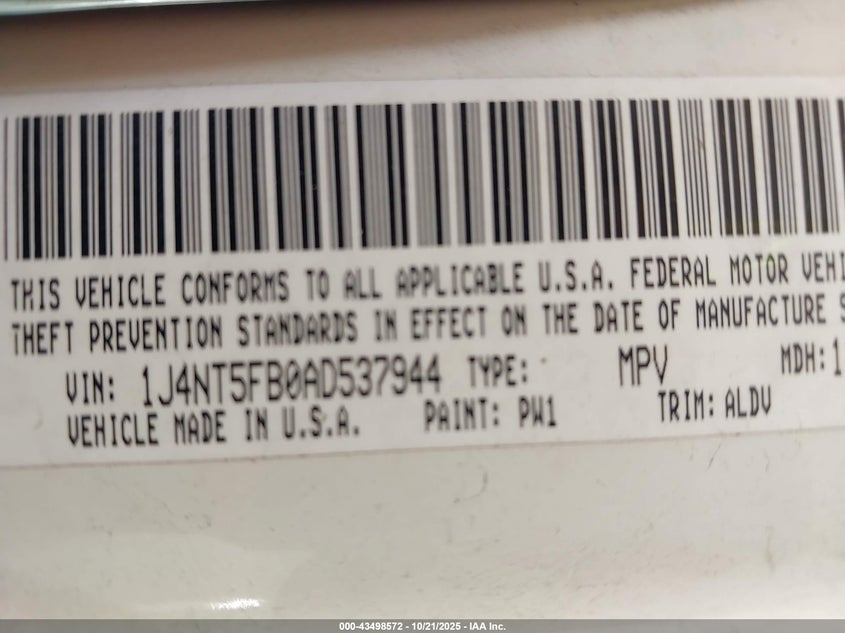 THIS VEHICLE CONFORMS TO ALL APPLICABLE U.S.A. FEDERAL MOTOR VEHI
THEFT PREVENTION STANDARDS IN EFFECT ON THE DATE OF MANUFACTURE S
VIN: 1J4NT5FB0AD537944 TYPE: MPV MDH: 1
VEHICLE MADE IN U.S.A. PAINT: PW1 TRIM: ALDV
000-43498572 - 10/21/2025 - IAA Inc.